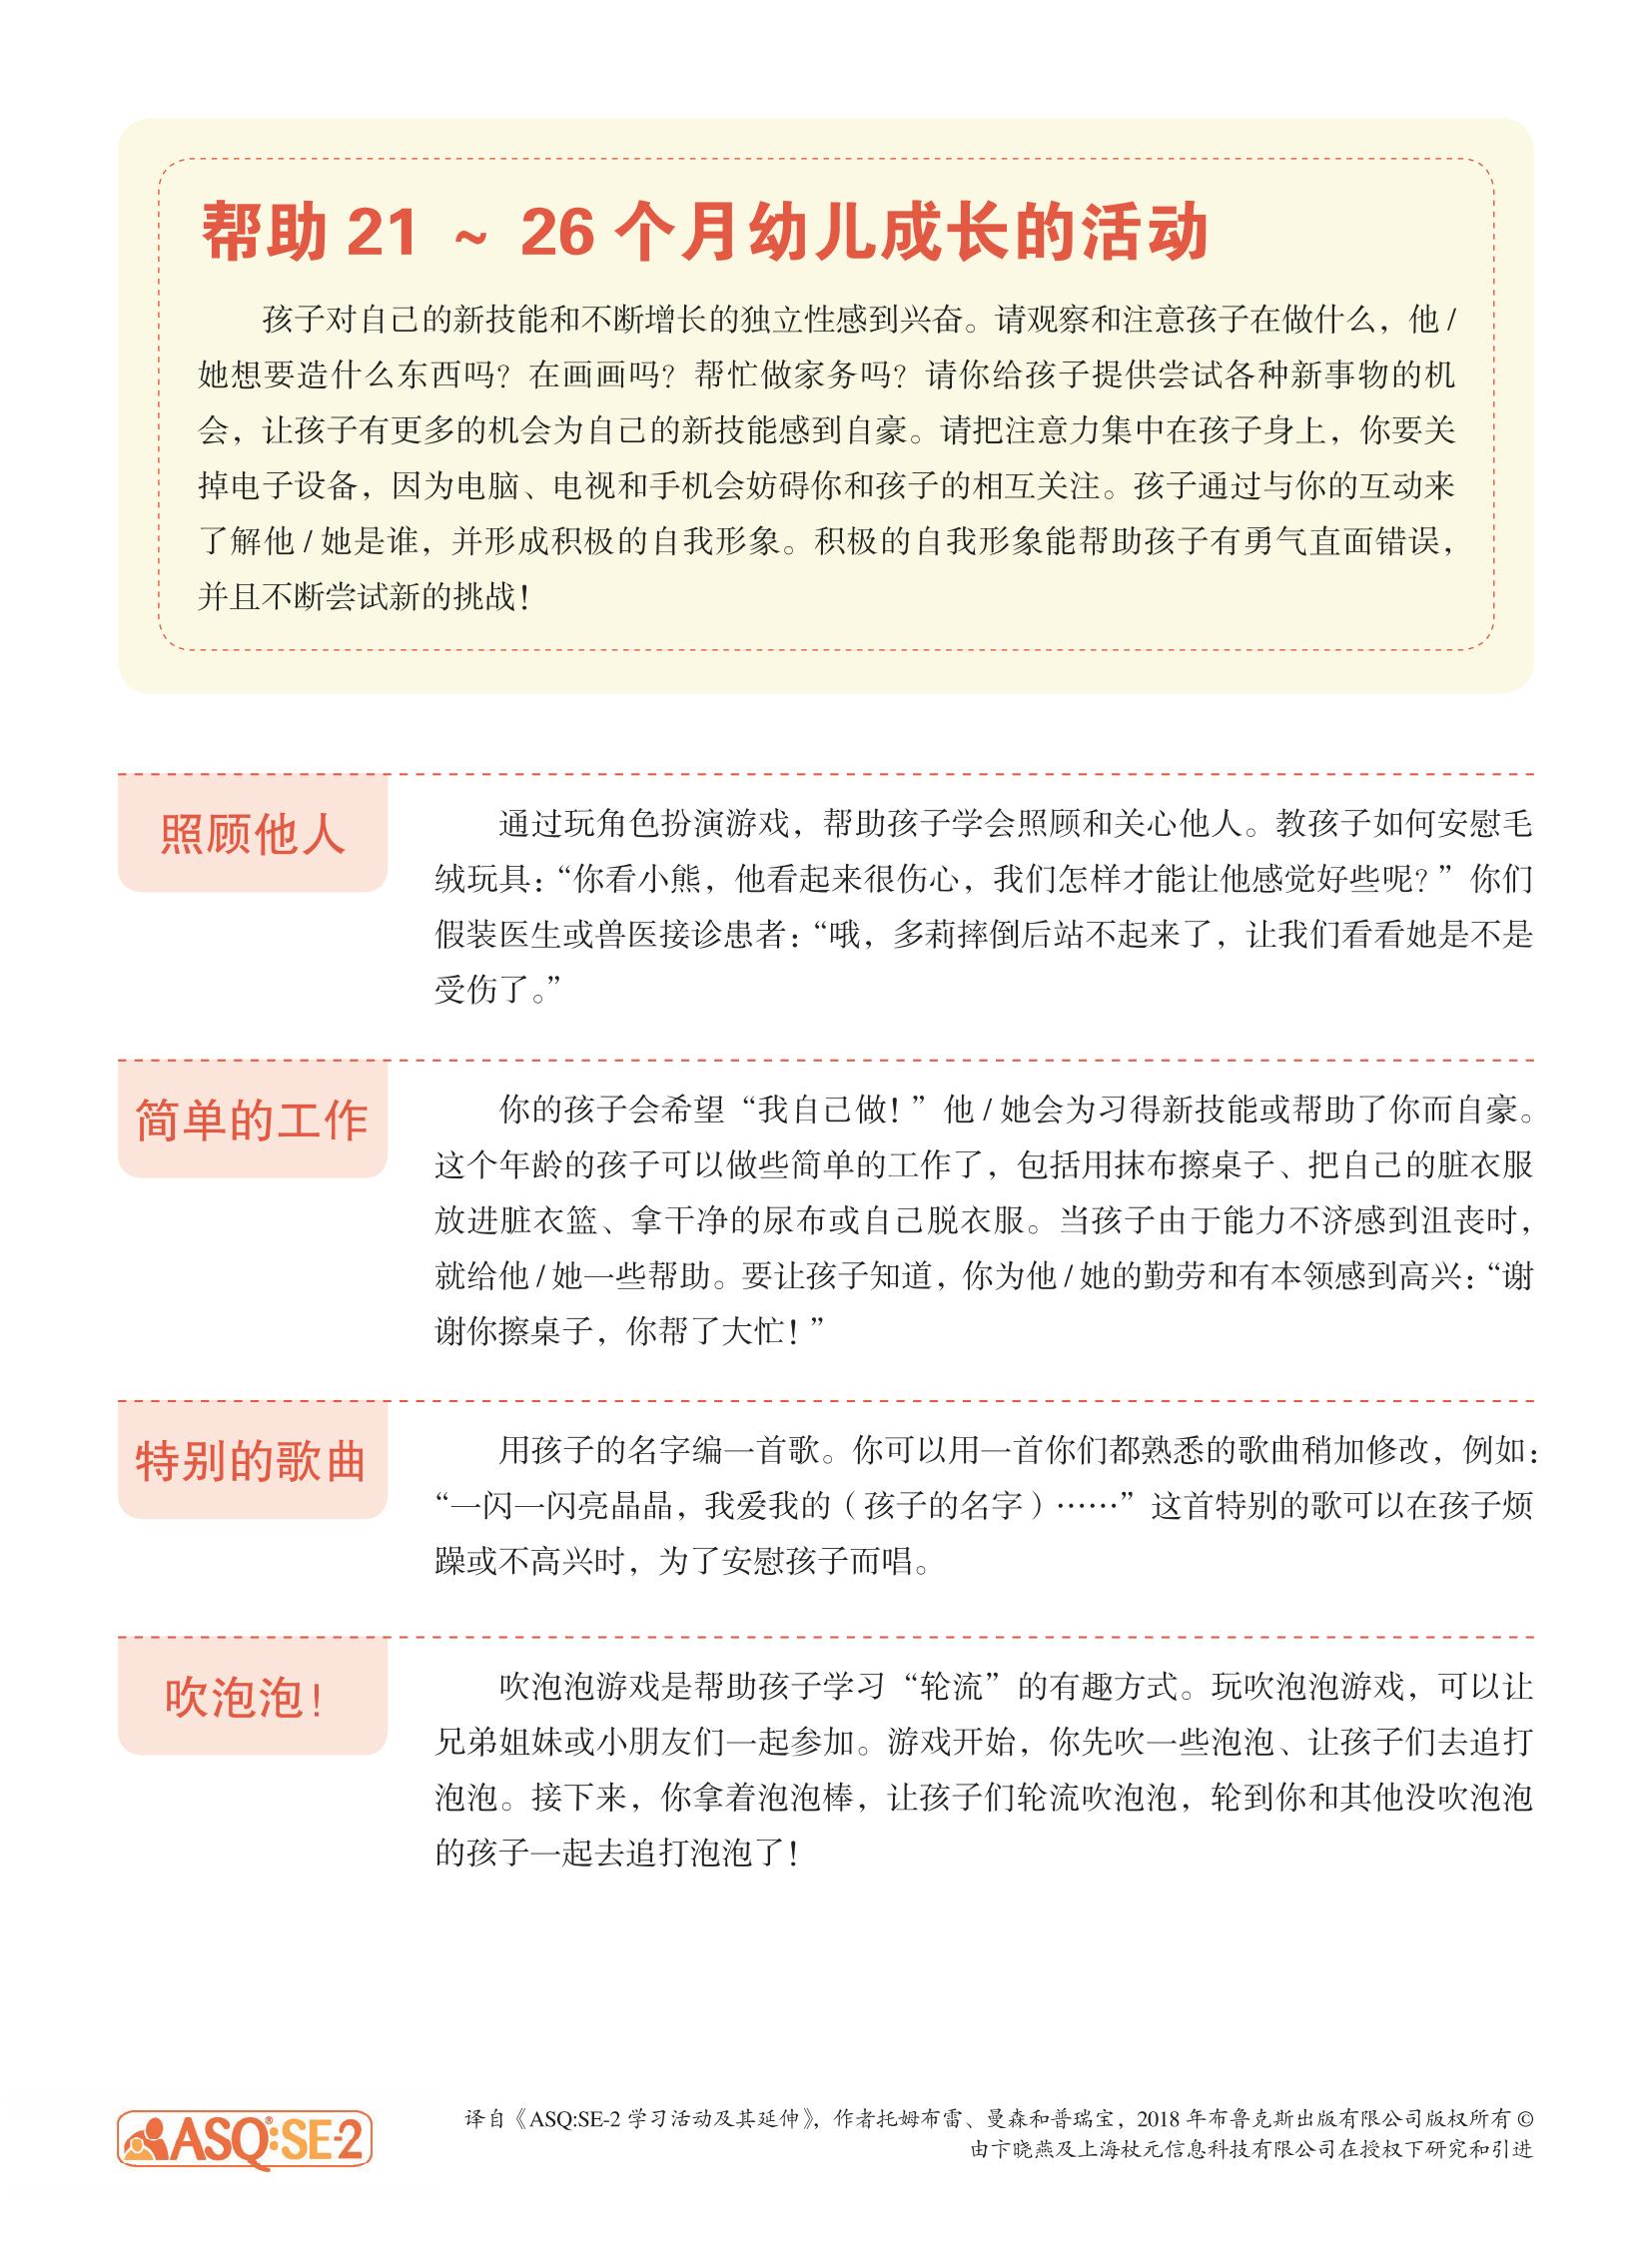 帮助 21 ~ 26 个月幼儿成长的活动
孩子对自己的新技能和不断增长的独立性感到兴奋。请观察和注意孩子在做什么，他 /
她想要造什么东西吗？在画画吗？帮忙做家务吗？请你给孩子提供尝试各种新事物的机
会，让孩子有更多的机会为自己的新技能感到自豪。请把注意力集中在孩子身上，你要关
掉电子设备，因为电脑、电视和手机会妨碍你和孩子的相互关注。孩子通过与你的互动来
了解他 / 她是谁，并形成积极的自我形象。积极的自我形象能帮助孩子有勇气直面错误，
并且不断尝试新的挑战！
照顾他人
通过玩角色扮演游戏，帮助孩子学会照顾和关心他人。教孩子如何安慰毛
绒玩具：“你看小熊，他看起来很伤心，我们怎样才能让他感觉好些呢？”你们
假装医生或兽医接诊患者：“哦，多莉摔倒后站不起来了，让我们看看她是不是
受伤了。”
简单的工作
你的孩子会希望“我自己做！”他 / 她会为习得新技能或帮助了你而自豪。
这个年龄的孩子可以做些简单的工作了，包括用抹布擦桌子、把自己的脏衣服
放进脏衣篮、拿干净的尿布或自己脱衣服。当孩子由于能力不济感到沮丧时，
就给他 / 她一些帮助。要让孩子知道，你为他 / 她的勤劳和有本领感到高兴：“谢
谢你擦桌子，你帮了大忙！”
特别的歌曲
用孩子的名字编一首歌。你可以用一首你们都熟悉的歌曲稍加修改，例如：
“一闪一闪亮晶晶，我爱我的（孩子的名字）……”这首特别的歌可以在孩子烦
躁或不高兴时，为了安慰孩子而唱。
吹泡泡！
吹泡泡游戏是帮助孩子学习“轮流”的有趣方式。玩吹泡泡游戏，可以让
兄弟姐妹或小朋友们一起参加。游戏开始，你先吹一些泡泡、让孩子们去追打
泡泡。接下来，你拿着泡泡棒，让孩子们轮流吹泡泡，轮到你和其他没吹泡泡
的孩子一起去追打泡泡了！
ASQ:SE-2®
译自《ASQ:SE-2 学习活动及其延伸》，作者托姆布雷、曼森和普瑞宝，2018 年布鲁克斯出版有限公司版权所有 ©
由卞晓燕及上海杖元信息科技有限公司在授权下研究和引进